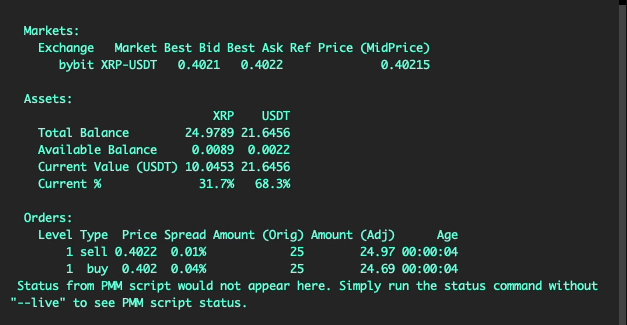 Markets:
Exchange Market Best Bid Best Ask Ref Price (MidPrice)
bybit XRP-USDT 0.4021 0.4022 0.40215
Assets:
XRP USDT
Total Balance 24.9789 21.6456
Available Balance 0.0089 0.0022
Current Value (USDT) 10.0453 21.6456
Current % 31.7% 68.3%
Orders:
Level Type Price Spread Amount (Orig) Amount (Adj) Age
1 sell 0.4022 0.01% 25 24.97 00:00:04
1 buy 0.402 0.04% 25 24.69 00:00:04
Status from PMM script would not appear here. Simply run the status command without
"--live" to see PMM script status.